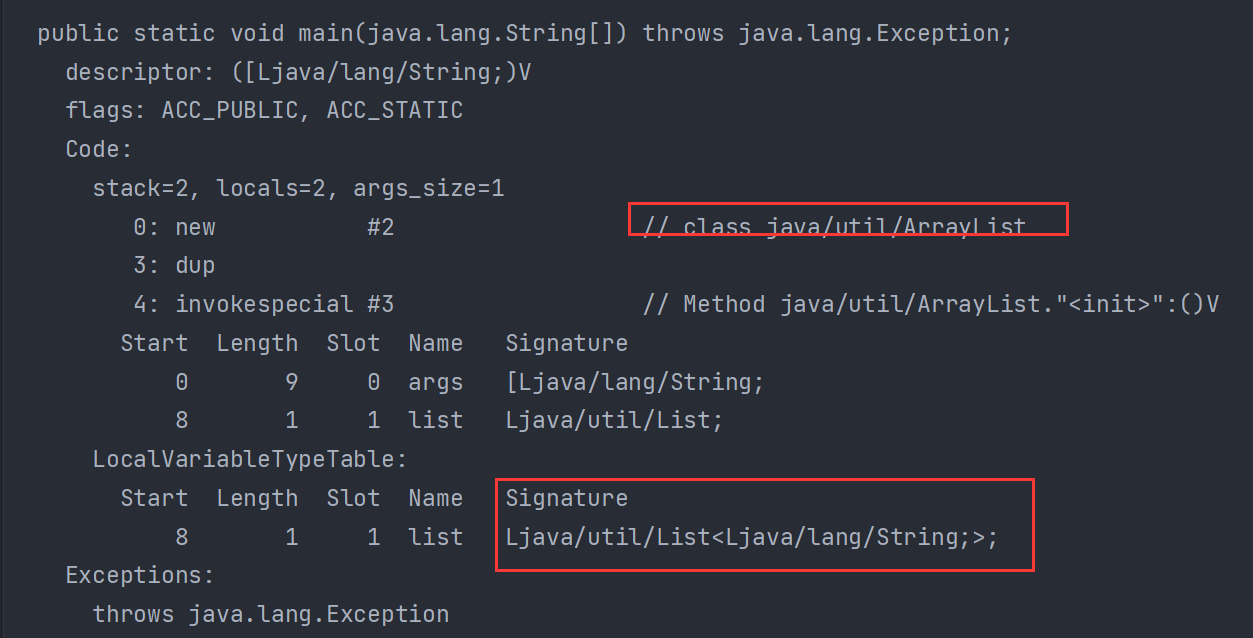 public static void main(java.lang.String[]) throws java.lang.Exception;
descriptor: ([Ljava/lang/String;)V
flags: ACC_PUBLIC, ACC_STATIC
Code:
stack=2, locals=2, args_size=1
0: new #2 // class java/util/ArrayList
3: dup
4: invokespecial #3 // Method java/util/ArrayList."<init>":()V
Start Length Slot Name Signature
0 9 0 args [Ljava/lang/String;
8 1 1 list Ljava/util/List;
LocalVariableTypeTable:
Start Length Slot Name Signature
8 1 1 list Ljava/util/List<Ljava/lang/String;>;
Exceptions:
throws java.lang.Exception